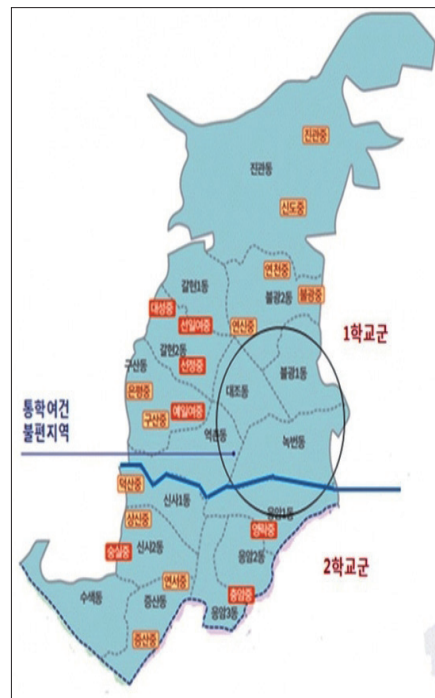 진관중
진관동
신도중
연천중
갈현1동
불광2동
불광중
대성중
선일여중
연신중
1학교군
갈현2동
구산동
선정중
불광1동
은평중
대조동
통학여건
불편지역
구산중
예일여중
역촌동
녹번동
덕산중
신사1동
응암1동
상신중
영락중
숭실중
신사2동
응암2동
2학교군
연서중
수색동
증산동
충암중
응암3동
증산중